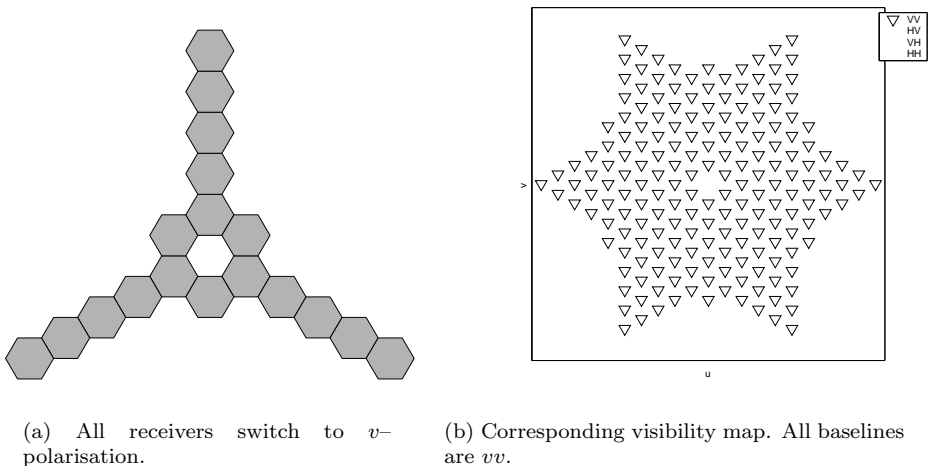 VV
HV
VH
HH
v
u
(a) All receivers switch to v–
polarisation.
(b) Corresponding visibility map. All baselines
are vv.